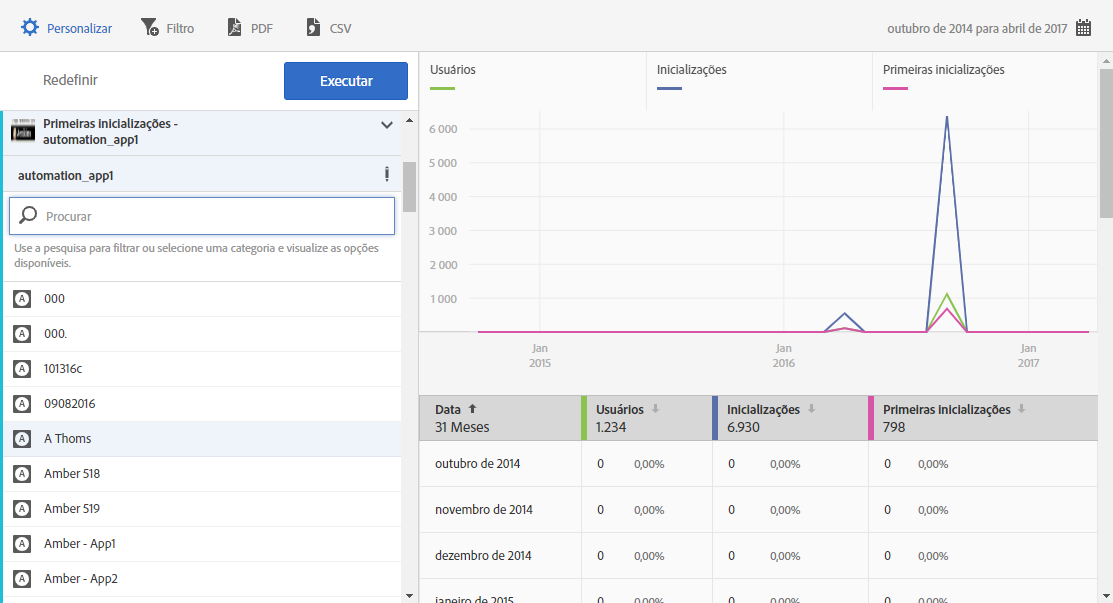 Personalizar
Filtro
PDF
CSV
outubro de 2014 para abril de 2017
Redefinir
Executar
Primeiras inicializações -
automation_app1
automation_app1
Procurar
Use a pesquisa para filtrar ou selecione uma categoria e visualize as opções
disponíveis.
A 000
A 000.
A 101316c
A 09082016
A A Thoms
A Amber 518
A Amber 519
A Amber - App1
A Amber - App2
Usuários
Inicializações
Primeiras inicializações
6 000
5 000
4 000
3 000
2 000
1 000
Jan
2015
Jan
2016
Jan
2017
Data Usuários Inicializações Primeiras inicializações
31 Meses 1.234 6.930 798
outubro de 2014 0 0,00% 0 0,00% 0 0,00%
novembro de 2014 0 0,00% 0 0,00% 0 0,00%
dezembro de 2014 0 0,00% 0 0,00% 0 0,00%
janeiro de 2015 0 0,00% 0 0,00% 0 0,00%